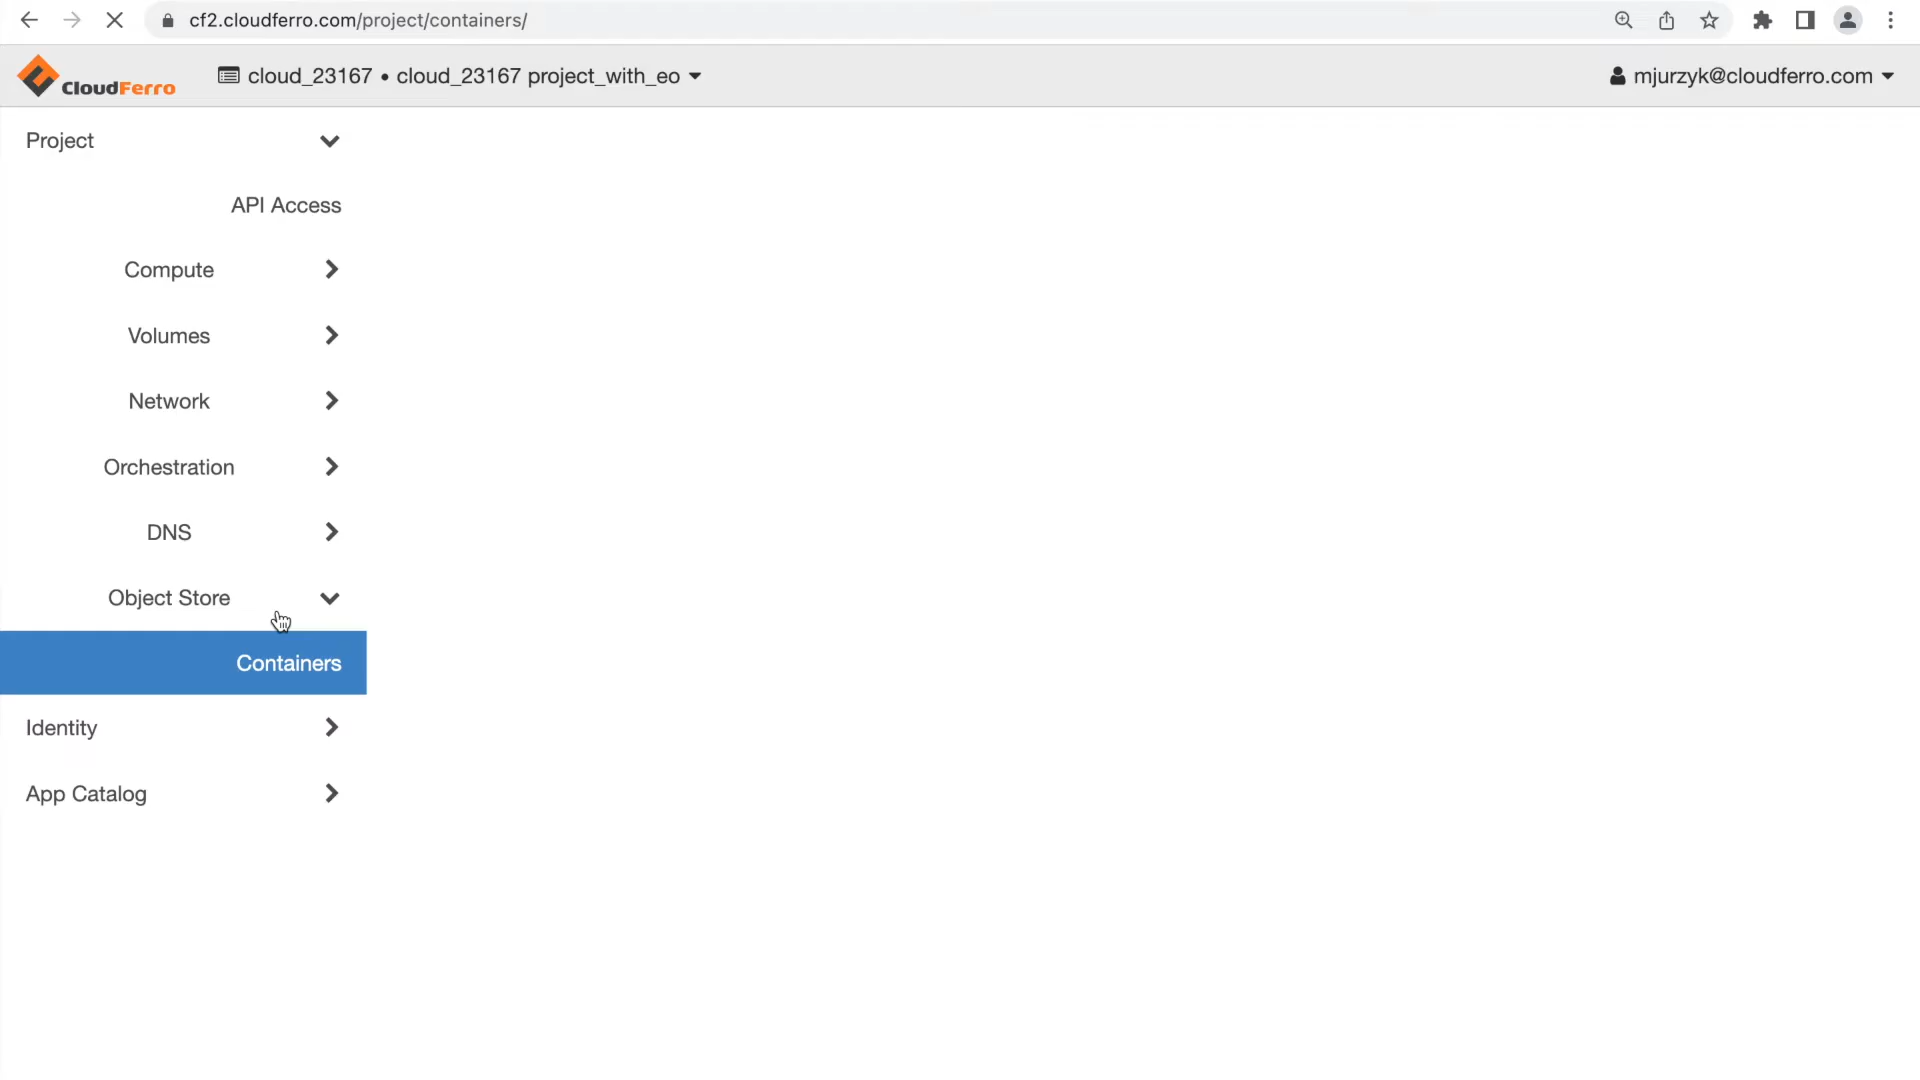 cf2.cloudferro.com/project/containers/
CloudFerro
cloud_23167 • cloud_23167 project_with_eo
mjurzyk@cloudferro.com
Project
API Access
Compute
Volumes
Network
Orchestration
DNS
Object Store
Containers
Identity
App Catalog